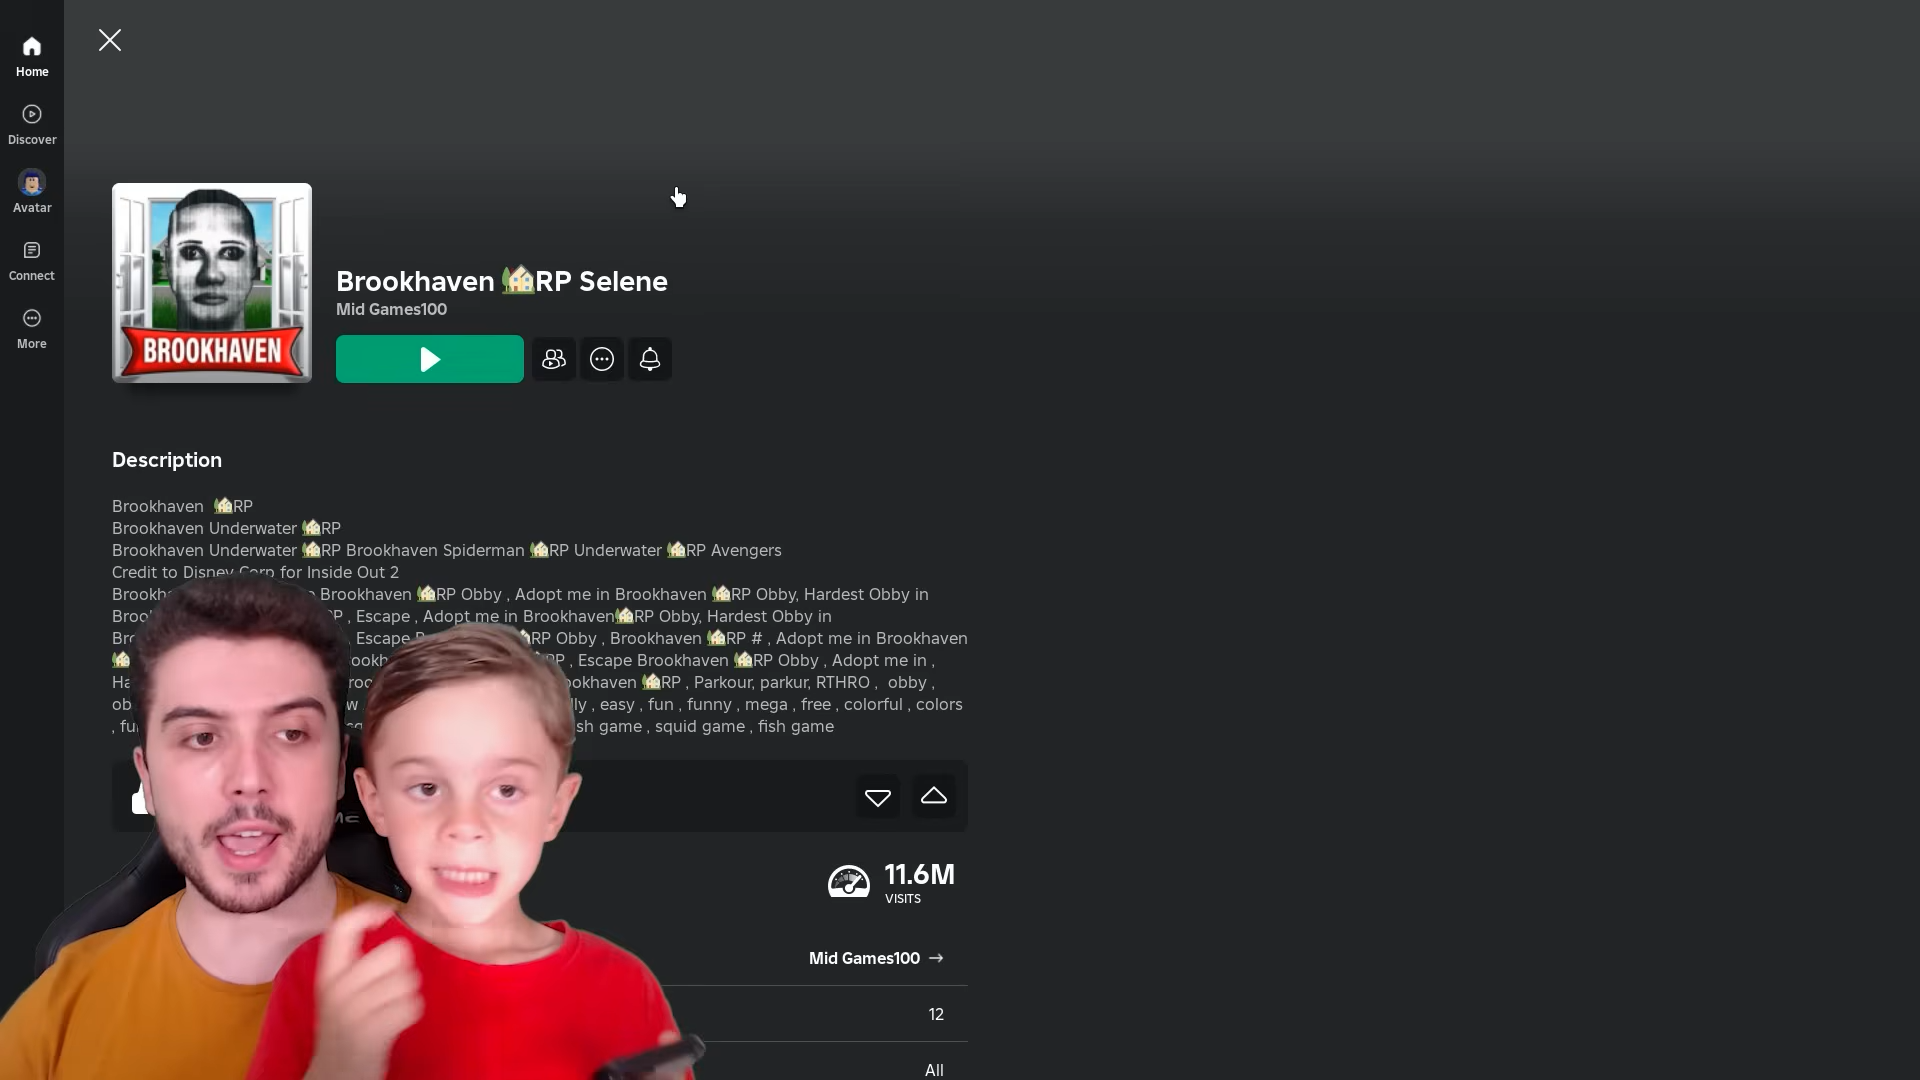 Home
Discover
Avatar
Connect
More
BROOKHAVEN
Brookhaven 🏡RP Selene
Mid Games100
Description
Brookhaven 🏡RP
Brookhaven Underwater 🏡RP
Brookhaven Underwater 🏡RP Brookhaven Spiderman 🏡RP Underwater 🏡RP Avengers
Credit to Disney Corp for Inside Out 2
Brookhaven 🏡RP Obby , Adopt me in Brookhaven 🏡RP Obby, Hardest Obby in
, Escape , Adopt me in Brookhaven🏡RP Obby, Hardest Obby in
, Escape 🏡RP Obby , Brookhaven 🏡RP # , Adopt me in Brookhaven
🏡 , Escape Brookhaven 🏡RP Obby , Adopt me in ,
🏡RP , Parkour, parkur, RTHRO , obby ,
, easy , fun , funny , mega , free , colorful , colors
game , squid game , fish game
11.6M
VISITS
Mid Games100 →
12
All